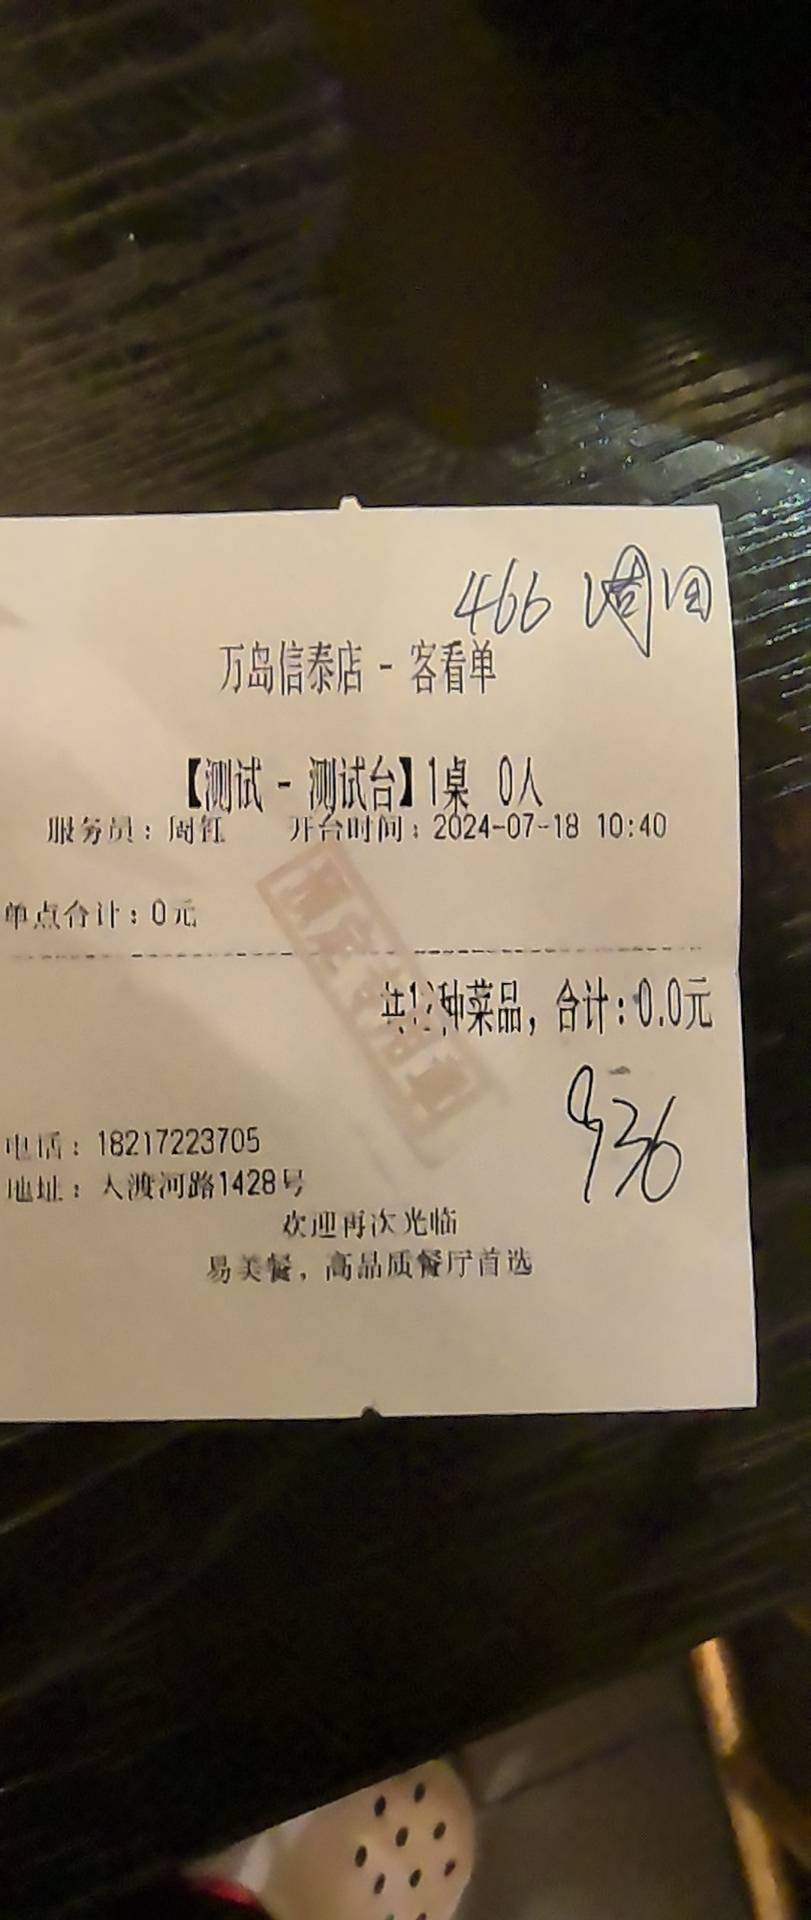 466
万岛信泰店 - 客看单
【测试 - 测试台】1桌 0人
服务员：周钰 开台时间：2024-07-18 10:40
单点合计：0元
种菜品，合计：0.0元
936
电话：18217223705
地址：大渡河路1428号
欢迎再次光临
易美餐，高品质餐厅首选